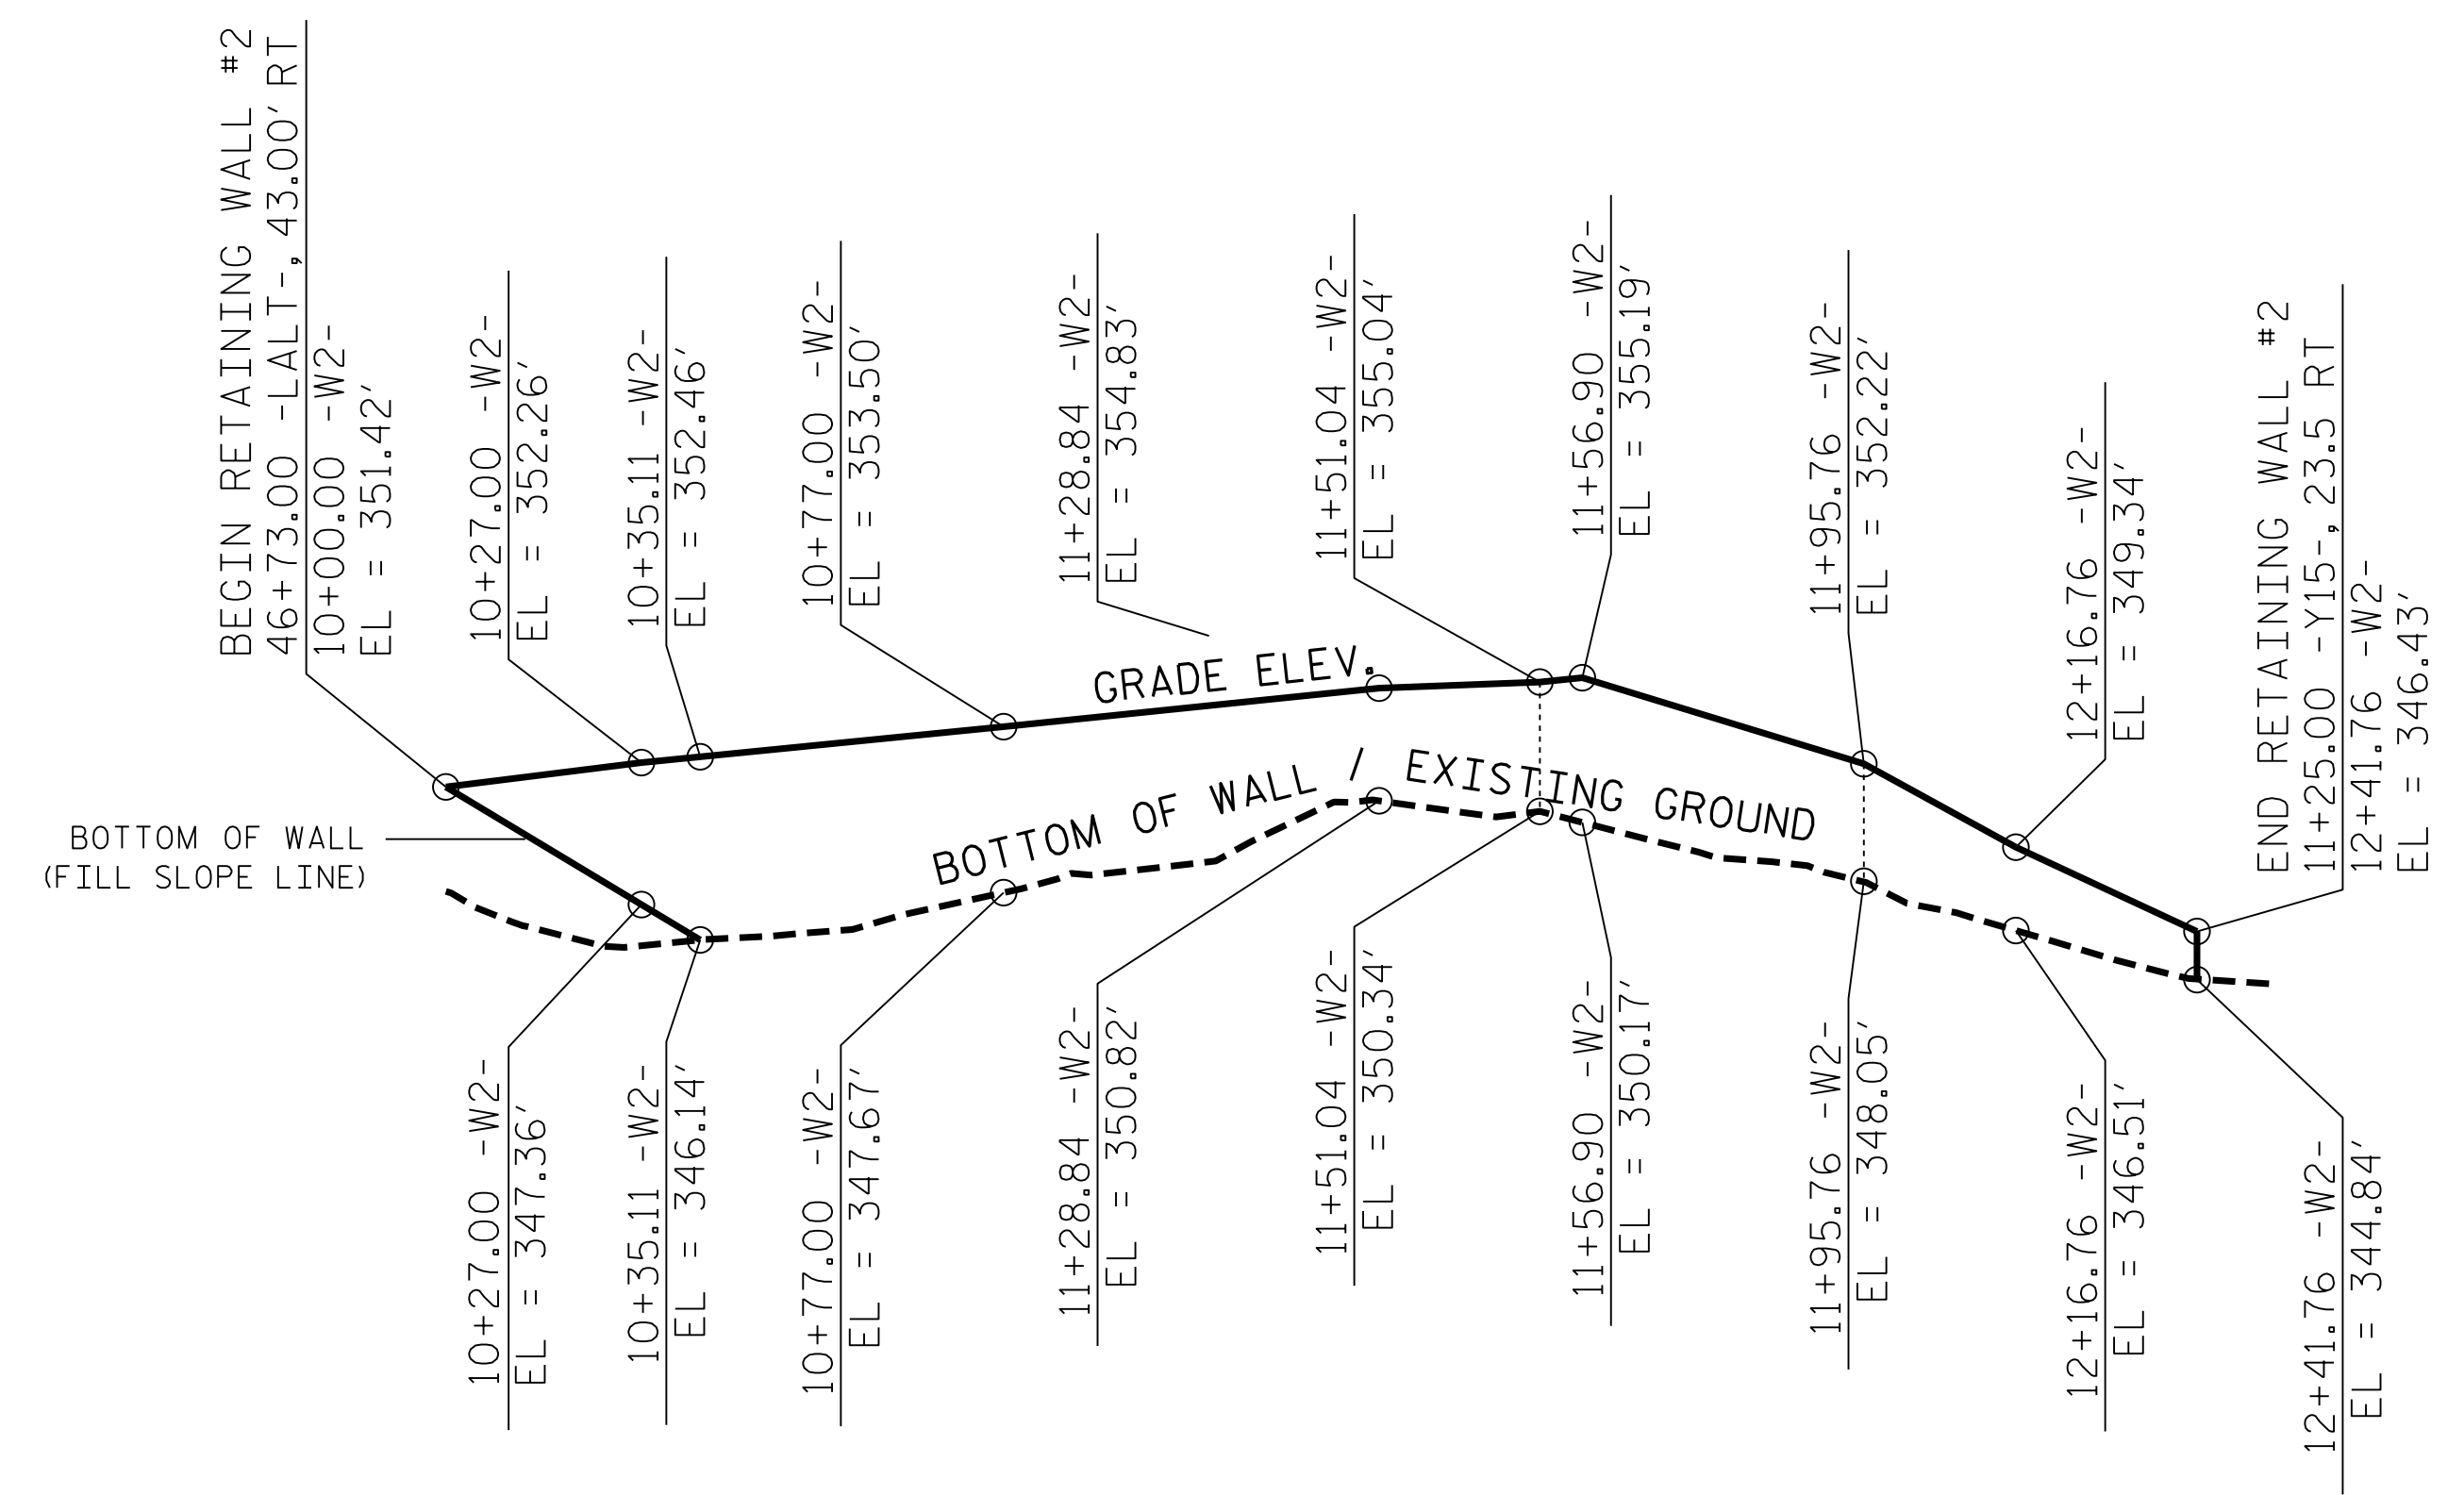 BEGIN RETAINING WALL #2
46+73.00 -LALT-, 43.00' RT
10+00.00 -W2-
EL = 351.42'
10+27.00 -W2-
EL = 352.26'
10+35.11 -W2-
EL = 352.46'
10+77.00 -W2-
EL = 353.50'
11+28.84 -W2-
EL = 354.83'
11+51.04 -W2-
EL = 355.04'
11+56.90 -W2-
EL = 355.19'
11+95.76 -W2-
EL = 352.22'
12+16.76 -W2-
EL = 349.34'
END RETAINING WALL #2
11+25.00 -Y15-, 23.5 RT
12+41.76 -W2-
EL = 346.43'
GRADE ELEV.
BOTTOM OF WALL / EXISTING GROUND
BOTTOM OF WALL
(FILL SLOPE LINE)
10+27.00 -W2-
EL = 347.36'
10+35.11 -W2-
EL = 346.14'
10+77.00 -W2-
EL = 347.67'
11+28.84 -W2-
EL = 350.82'
11+51.04 -W2-
EL = 350.34'
11+56.90 -W2-
EL = 350.17'
11+95.76 -W2-
EL = 348.05'
12+16.76 -W2-
EL = 346.51'
12+41.76 -W2-
EL = 344.84'